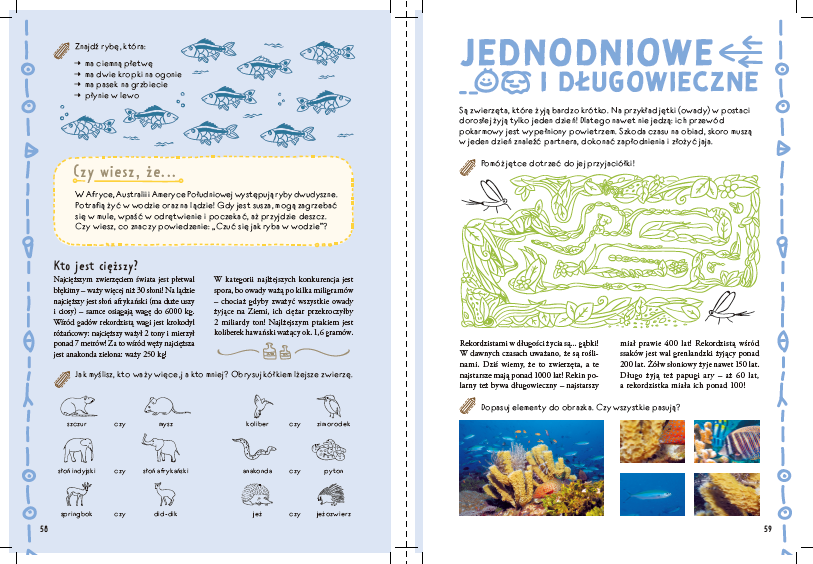 Znajdź rybę, która:
→ ma ciemną płetwę
→ ma dwie kropki na ogonie
→ ma pasek na grzbiecie
→ płynie w lewo
Czy wiesz, że...
W Afryce, Australii i Ameryce Południowej występują ryby dwudyszne.
Potrafią żyć w wodzie oraz na lądzie! Gdy jest susza, mogą zagrzebać
się w mule, wpaść w odrętwienie i poczekać, aż przyjdzie deszcz.
Czy wiesz, co znaczy powiedzenie: „Czuć się jak ryba w wodzie"?
Kto jest cięższy?
Najcięższym zwierzęciem świata jest płetwal
błękitny – waży więcej niż 30 słoni! Na lądzie
najcięższy jest słoń afrykański (ma duże uszy
i ciosy) – samce osiągają wagę do 6000 kg.
Wśród gadów rekordzistą wagi jest krokodyl
różańcowy: najcięższy ważył 2 tony i mierzył
ponad 7 metrów! Za to wśród węży najcięższa
jest anakonda zielona: waży 250 kg!
W kategorii najlżejszych konkurencja jest
spora, bo owady ważą po kilka miligramów
– chociaż gdyby zważyć wszystkie owady
żyjące na Ziemi, ich ciężar przekroczyłby
2 miliardy ton! Najlżejszym ptakiem jest
koliberek hawański ważący ok. 1,6 gramów.
Jak myślisz, kto waży więcej, a kto mniej? Obrysuj kółkiem lżejsze zwierzę.
szczur czy mysz
koliber czy zimorodek
słoń indyjski czy słoń afrykański
anakonda czy pyton
springbok czy did-dik
jeż czy jeżozwierz
58
JEDNODNIOWE
I DŁUGOWIECZNE
Są zwierzęta, które żyją bardzo krótko. Na przykład jętki (owady) w postaci
dorosłej żyją tylko jeden dzień! Dlatego nawet nie jedzą: ich przewód
pokarmowy jest wypełniony powietrzem. Szkoda czasu na obiad, skoro muszą
w jeden dzień znaleźć partnera, dokonać zapłodnienia i złożyć jaja.
Pomóż jętce dotrzeć do jej przyjaciółki!
Rekordzistami w długości życia są... gąbki!
W dawnych czasach uważano, że są rośli-
nami. Dziś wiemy, że to zwierzęta, a te
najstarsze mają ponad 1000 lat! Rekin po-
larny też bywa długowieczny – najstarszy
miał prawie 400 lat! Rekordzistą wśród
ssaków jest wal grenlandzki żyjący ponad
200 lat. Żółw słoniowy żyje nawet 150 lat.
Długo żyją też papugi ary – aż 60 lat,
a rekordzistka miała ich ponad 100!
Dopasuj elementy do obrazka. Czy wszystkie pasują?
59